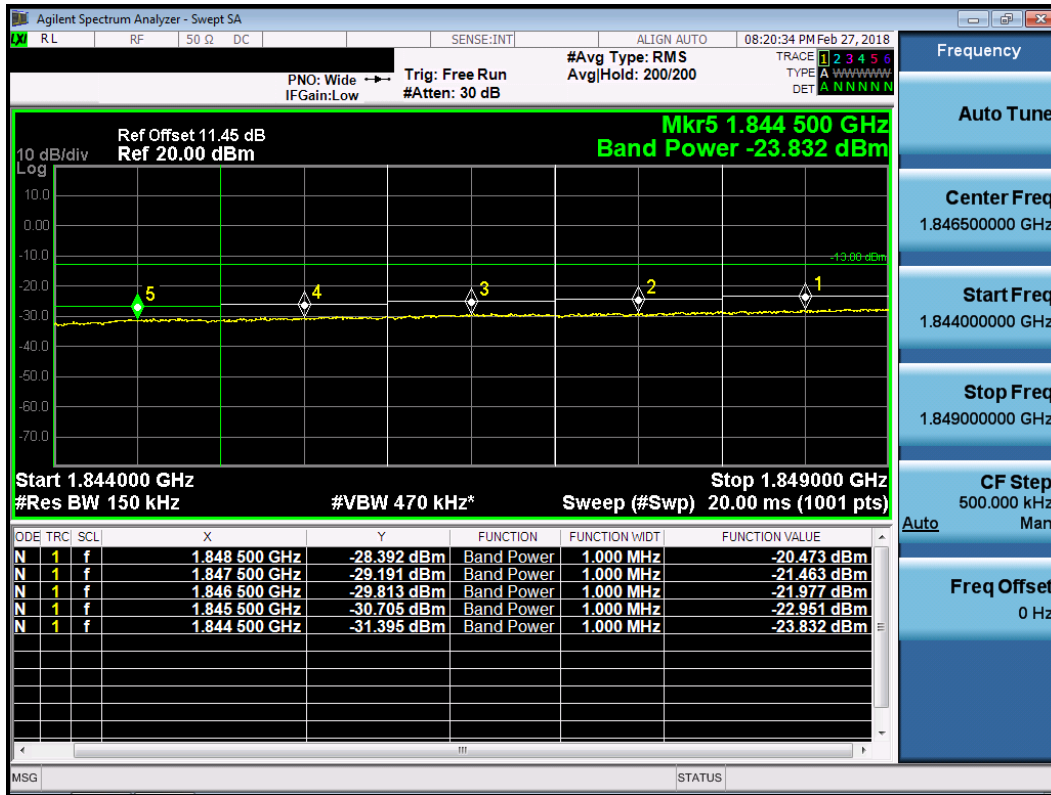 Agilent Spectrum Analyzer - Swept SA
LXI RL RF 50 Ω DC SENSE:INT ALIGN AUTO 08:20:34 PM Feb 27, 2018
#Avg Type: RMS TRACE 1 2 3 4 5 6
PNO: Wide Trig: Free Run Avg|Hold: 200/200 TYPE A WWWWW
IFGain:Low #Atten: 30 dB DET A N N N N N
Frequency
Auto Tune
Center Freq
1.846500000 GHz
Start Freq
1.844000000 GHz
Stop Freq
1.849000000 GHz
CF Step
500.000 kHz
Auto Man
Freq Offset
0 Hz
Mkr5 1.844 500 GHz
Ref Offset 11.45 dB
10 dB/div Ref 20.00 dBm Band Power -23.832 dBm
Log
10.0
0.00
-10.0
-13.00 dBm
-20.0
5 4 3 2 1
-30.0
-40.0
-50.0
-60.0
-70.0
Start 1.844000 GHz Stop 1.849000 GHz
#Res BW 150 kHz #VBW 470 kHz* Sweep (#Swp) 20.00 ms (1001 pts)
ODE TRC SCL X Y FUNCTION FUNCTION WIDT FUNCTION VALUE
N 1 f 1.848 500 GHz -28.392 dBm Band Power 1.000 MHz -20.473 dBm
N 1 f 1.847 500 GHz -29.191 dBm Band Power 1.000 MHz -21.463 dBm
N 1 f 1.846 500 GHz -29.813 dBm Band Power 1.000 MHz -21.977 dBm
N 1 f 1.845 500 GHz -30.705 dBm Band Power 1.000 MHz -22.951 dBm
N 1 f 1.844 500 GHz -31.395 dBm Band Power 1.000 MHz -23.832 dBm
MSG STATUS